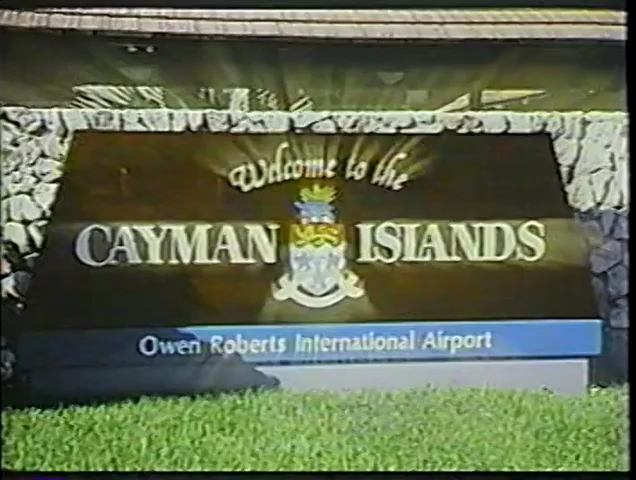 Welcome to the
CAYMAN ISLANDS
Owen Roberts International Airport